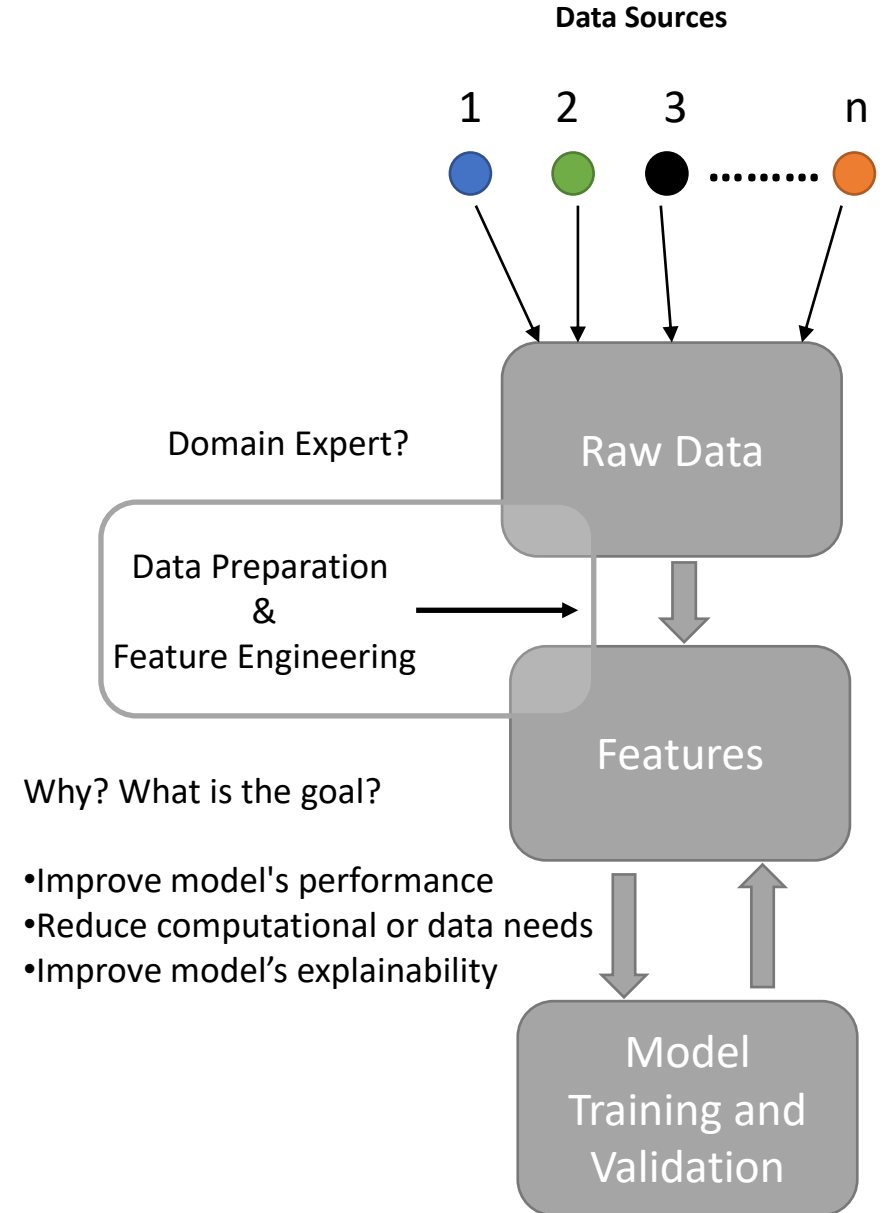 Data Sources
1 2 3 n
Domain Expert?
Raw Data
Data Preparation
&
Feature Engineering
Features
Why? What is the goal?
•Improve model's performance
•Reduce computational or data needs
•Improve model’s explainability
Model
Training and
Validation